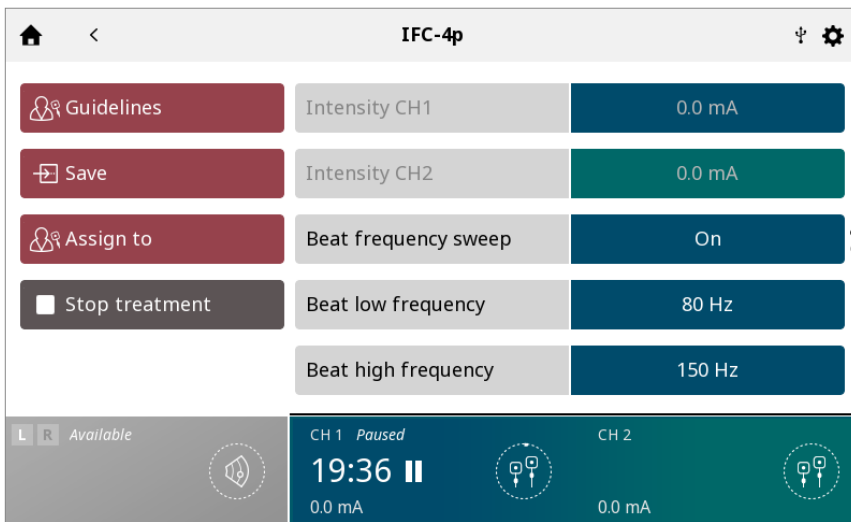 IFC-4p
Guidelines
Save
Assign to
Stop treatment
Intensity CH1 0.0 mA
Intensity CH2 0.0 mA
Beat frequency sweep On
Beat low frequency 80 Hz
Beat high frequency 150 Hz
L R Available
CH 1 Paused
19:36
0.0 mA
CH 2
0.0 mA